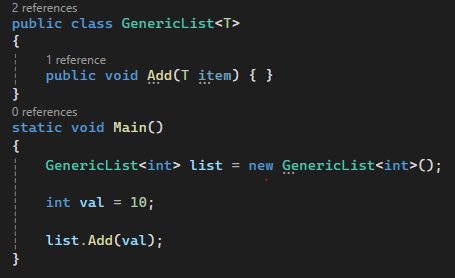 2 references
public class GenericList<T>
{
1 reference
public void Add(T item) { }
}
0 references
static void Main()
{
GenericList<int> list = new GenericList<int>();
int val = 10;
list.Add(val);
}